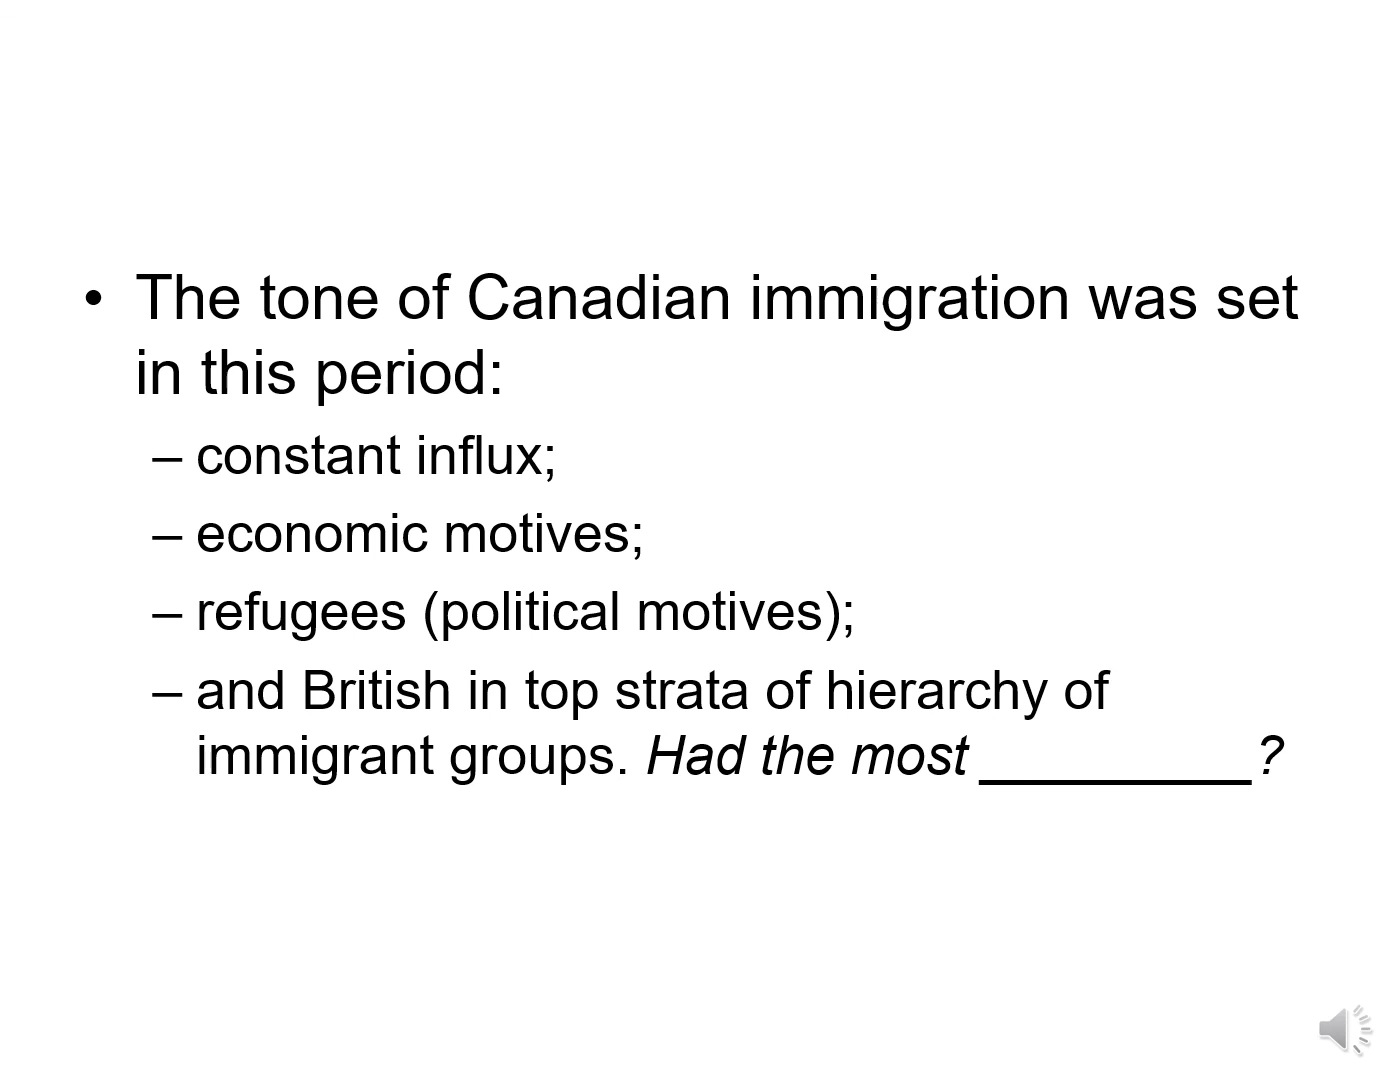 • The tone of Canadian immigration was set
in this period:
– constant influx;
– economic motives;
– refugees (political motives);
– and British in top strata of hierarchy of
immigrant groups. Had the most _________?